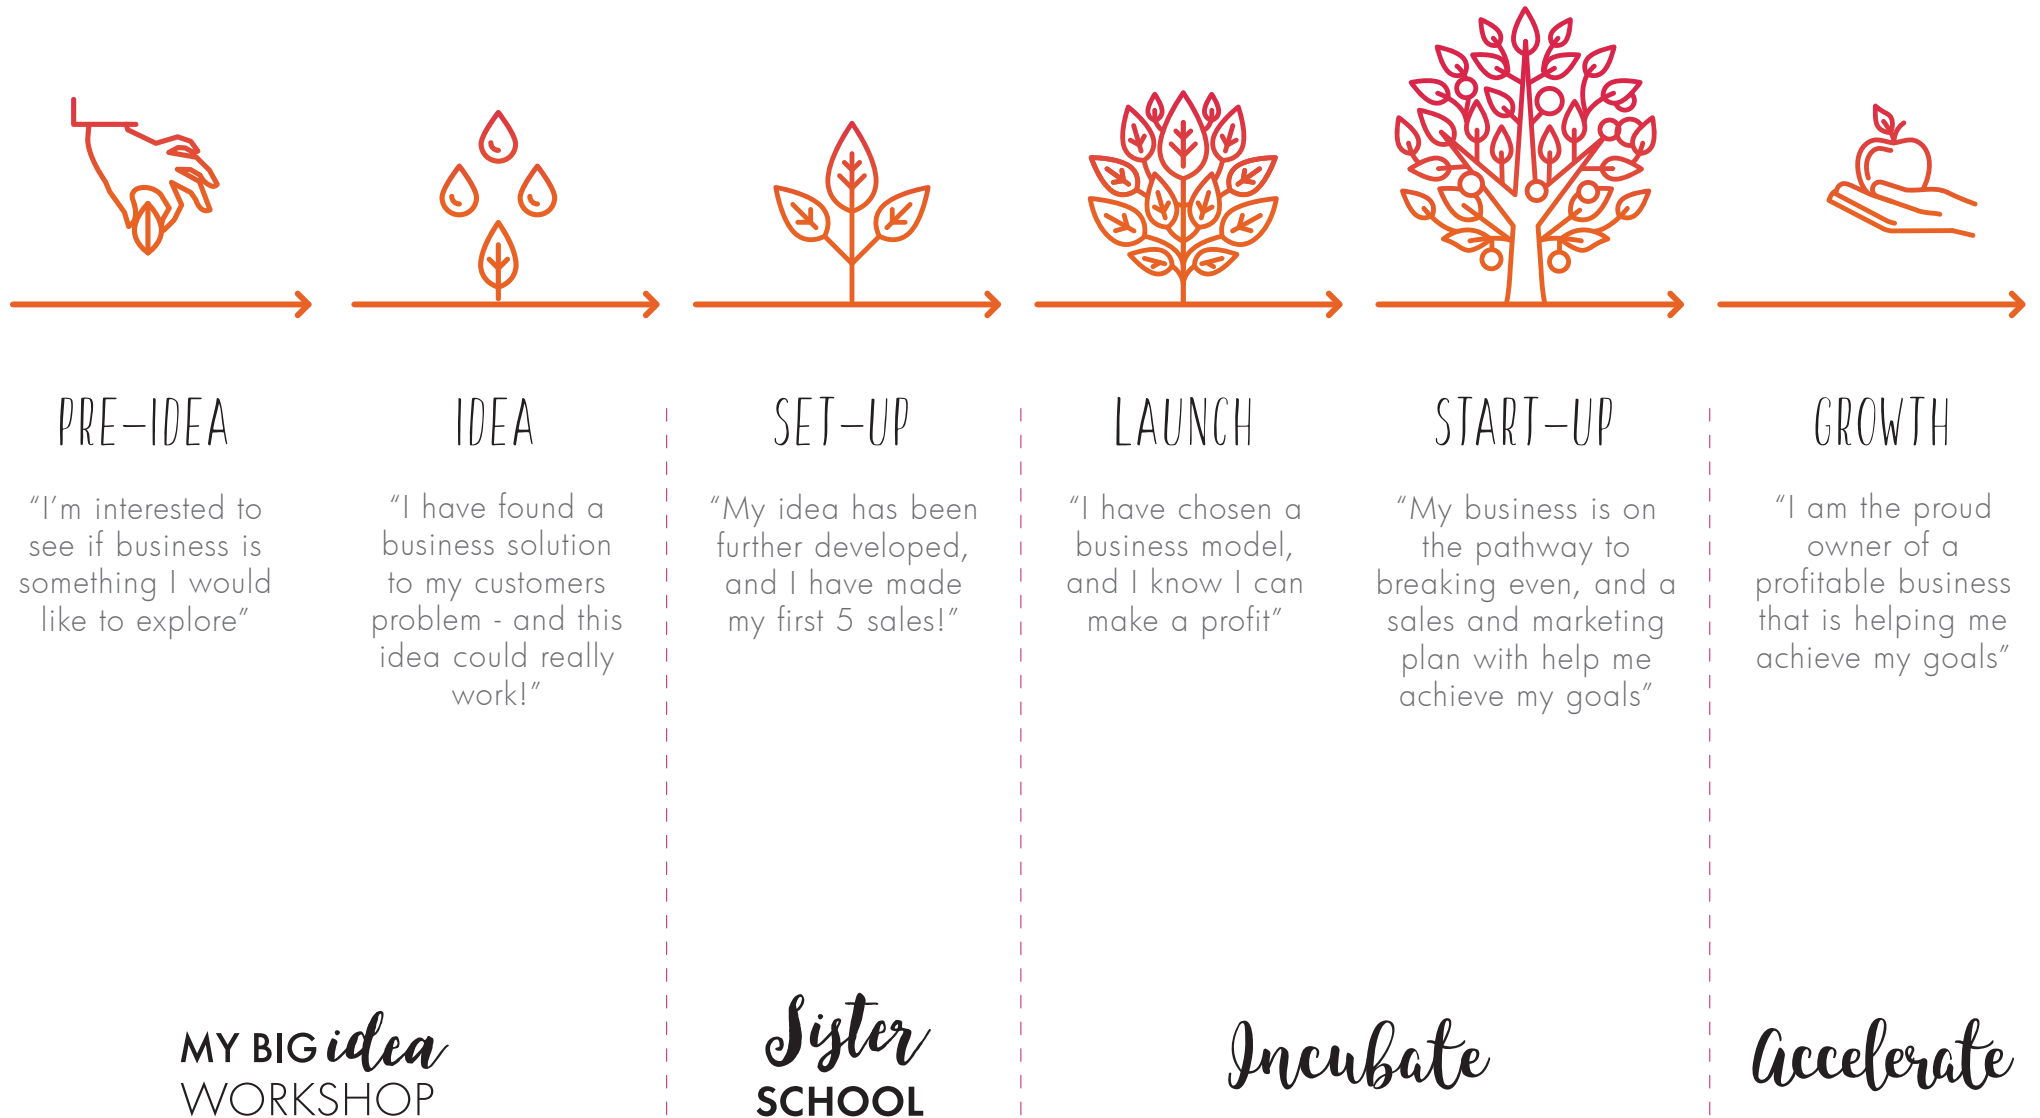 PRE-IDEA
"I'm interested to
see if business is
something I would
like to explore"
IDEA
"I have found a
business solution
to my customers
problem - and this
idea could really
work!"
SET-UP
"My idea has been
further developed,
and I have made
my first 5 sales!"
LAUNCH
"I have chosen a
business model,
and I know I can
make a profit"
START-UP
"My business is on
the pathway to
breaking even, and a
sales and marketing
plan with help me
achieve my goals"
GROWTH
"I am the proud
owner of a
profitable business
that is helping me
achieve my goals"
MY BIG idea
WORKSHOP
Sister
SCHOOL
Incubate
Accelerate